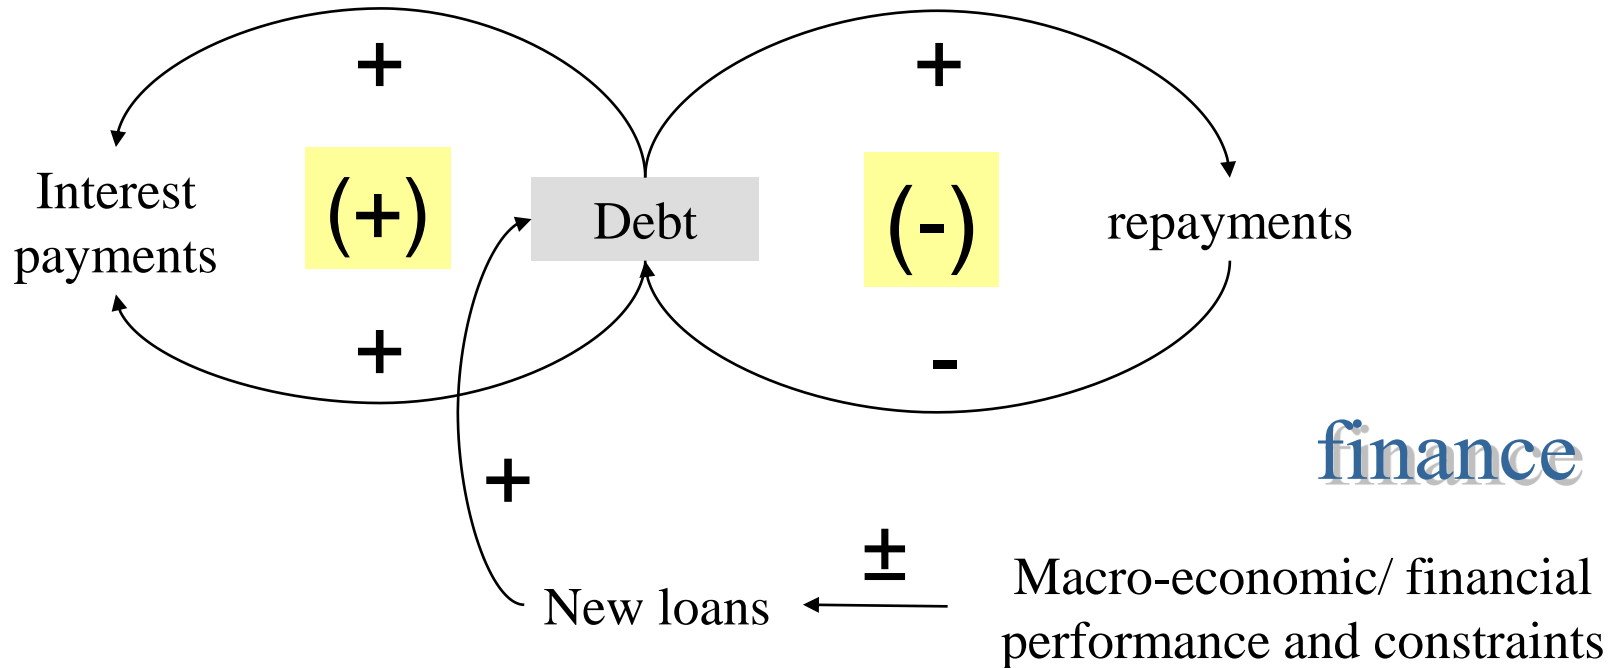 +
+
Interest
payments
(+)
Debt
(-)
repayments
+
-
finance
+
±
New loans
Macro-economic/ financial
performance and constraints